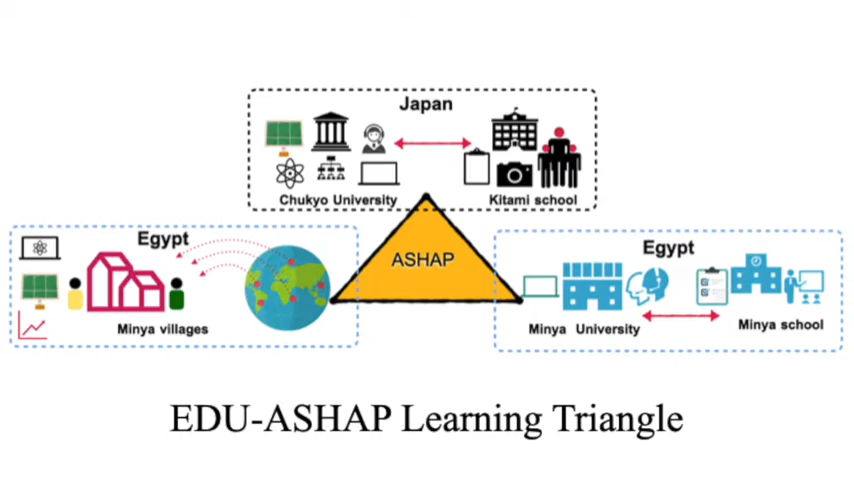 Japan
Chukyo University
Kitami school
Egypt
Minya villages
ASHAP
Egypt
Minya University
Minya school
EDU-ASHAP Learning Triangle